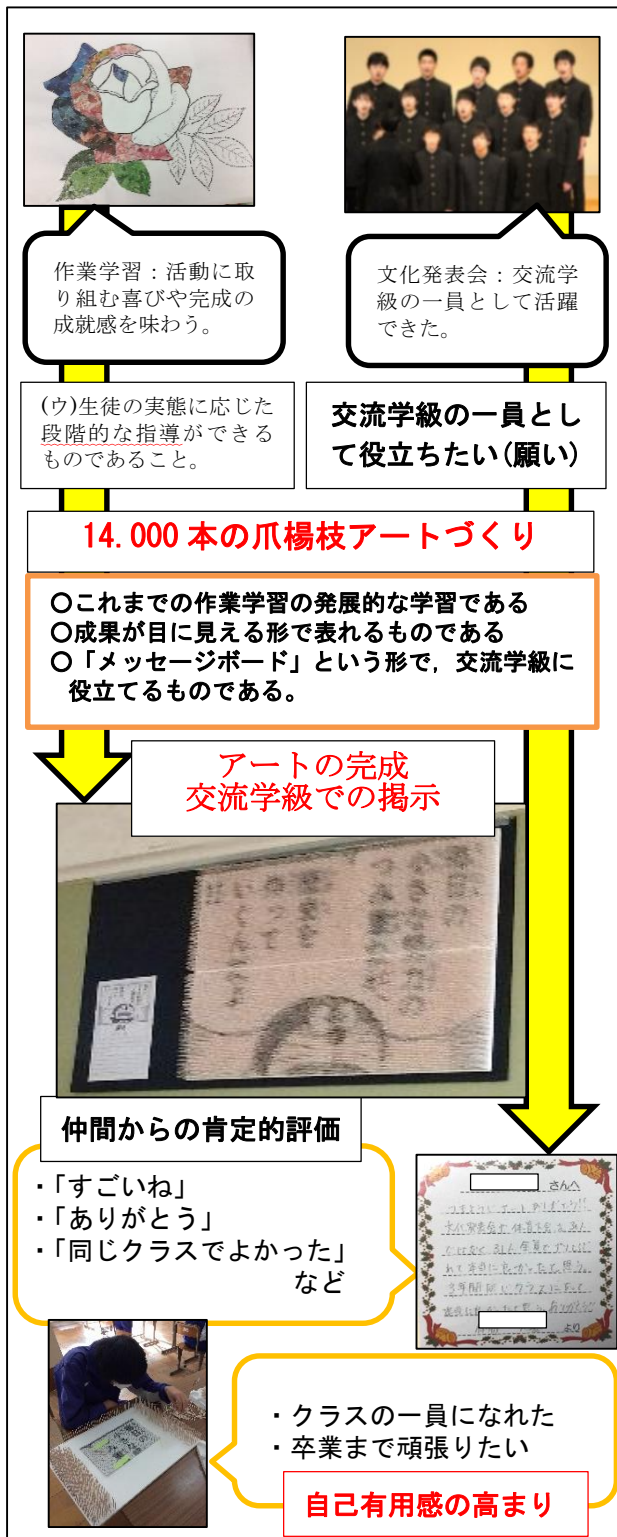 作業学習：活動に取
り組む喜びや完成の
成就感を味わう。
文化発表会：交流学
級の一員として活躍
できた。
(ウ)生徒の実態に応じた
段階的な指導ができる
ものであること。
交流学級の一員とし
て役立ちたい(願い)
14.000 本の爪楊枝アートづくり
○これまでの作業学習の発展的な学習である
○成果が目に見える形で表れるものである
○「メッセージボード」という形で，交流学級に
役立てるものである。
アートの完成
交流学級での掲示
仲間からの肯定的評価
・「すごいね」
・「ありがとう」
・「同じクラスでよかった」
など
さんへ
より
・クラスの一員になれた
・卒業まで頑張りたい
自己有用感の高まり